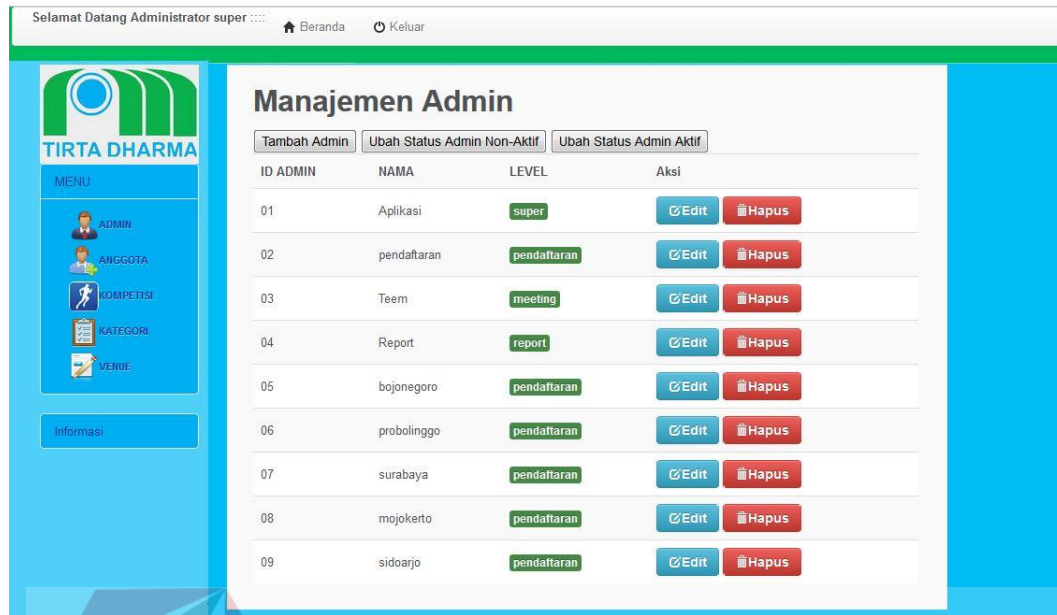 Selamat Datang Administrator super ::::
Beranda
Keluar
TIRTA DHARMA
MENU
ADMIN
ANGGOTA
KOMPETISI
KATEGORI
VENUE
Informasi
Manajemen Admin
Tambah Admin Ubah Status Admin Non-Aktif Ubah Status Admin Aktif
ID ADMIN NAMA LEVEL Aksi
01 Aplikasi super Edit Hapus
02 pendaftaran pendaftaran Edit Hapus
03 Teem meeting Edit Hapus
04 Report report Edit Hapus
05 bojonegoro pendaftaran Edit Hapus
06 probolinggo pendaftaran Edit Hapus
07 surabaya pendaftaran Edit Hapus
08 mojokerto pendaftaran Edit Hapus
09 sidoarjo pendaftaran Edit Hapus